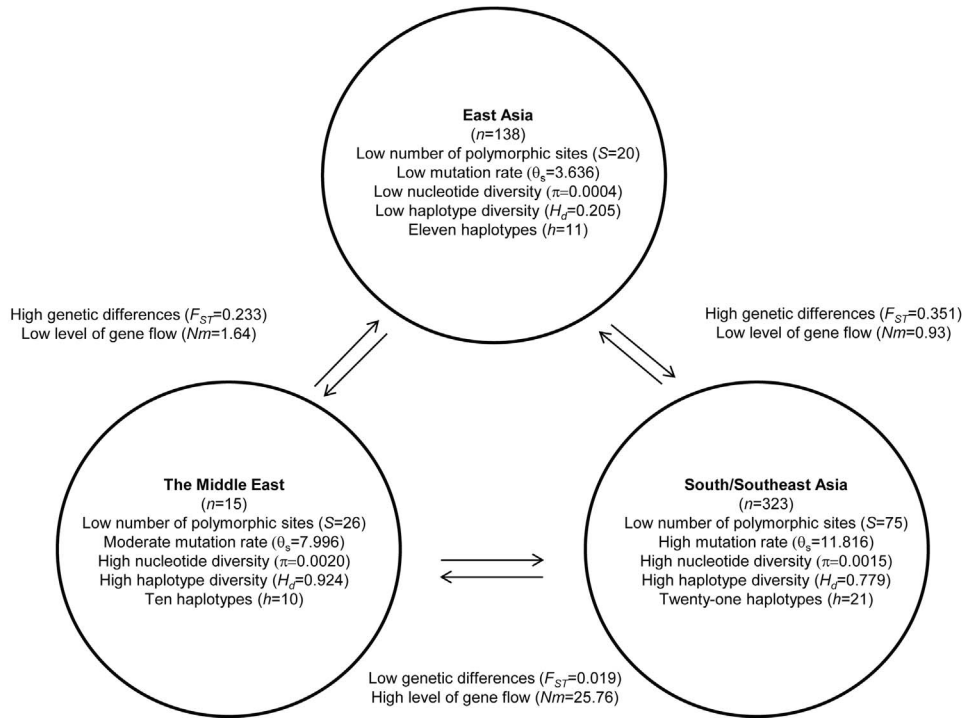 East Asia
(n=138)
Low number of polymorphic sites (S=20)
Low mutation rate (θs=3.636)
Low nucleotide diversity (π=0.0004)
Low haplotype diversity (Hd=0.205)
Eleven haplotypes (h=11)
High genetic differences (FST=0.233)
Low level of gene flow (Nm=1.64)
High genetic differences (FST=0.351)
Low level of gene flow (Nm=0.93)
The Middle East
(n=15)
Low number of polymorphic sites (S=26)
Moderate mutation rate (θs=7.996)
High nucleotide diversity (π=0.0020)
High haplotype diversity (Hd=0.924)
Ten haplotypes (h=10)
South/Southeast Asia
(n=323)
Low number of polymorphic sites (S=75)
High mutation rate (θs=11.816)
High nucleotide diversity (π=0.0015)
High haplotype diversity (Hd=0.779)
Twenty-one haplotypes (h=21)
Low genetic differences (FST=0.019)
High level of gene flow (Nm=25.76)